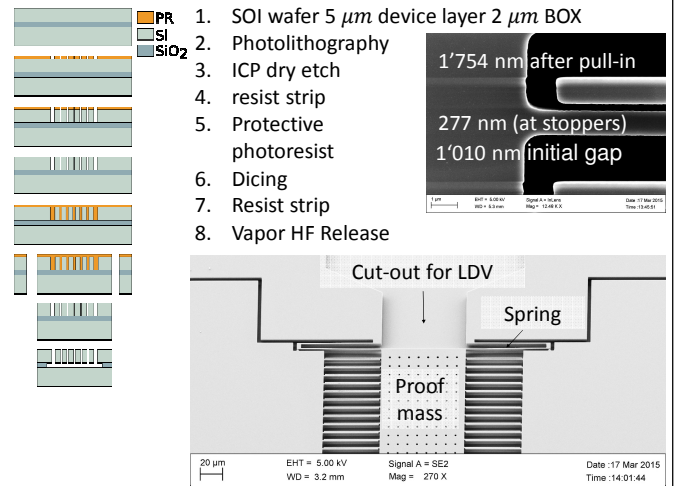 PR
SI
SiO2
1. SOI wafer 5 𝜇𝑚 device layer 2 𝜇𝑚 BOX
2. Photolithography
3. ICP dry etch
4. resist strip
5. Protective
photoresist
6. Dicing
7. Resist strip
8. Vapor HF Release
1’754 nm after pull-in
277 nm (at stoppers)
1‘010 nm initial gap
1 µm
EHT = 5.00 kV
WD = 5.3 mm
Signal A = InLens
Mag = 12.49 K X
Date :17 Mar 2015
Time :13:45:51
Cut-out for LDV
Spring
Proof
mass
20 µm
EHT = 5.00 kV
WD = 3.2 mm
Signal A = SE2
Mag = 270 X
Date :17 Mar 2015
Time :14:01:44